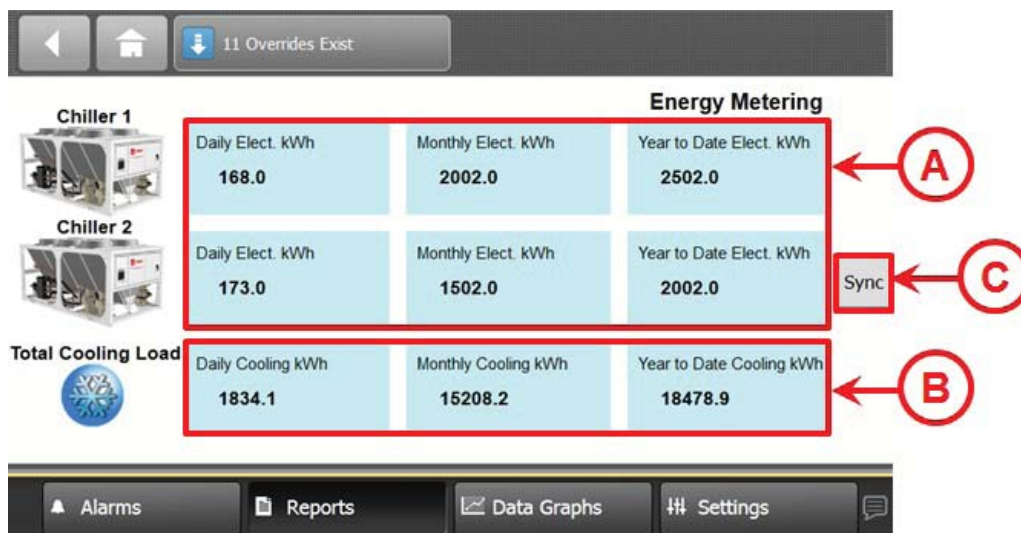 11 Overrides Exist
Energy Metering
Chiller 1
Daily Elect. kWh
Monthly Elect. kWh
Year to Date Elect. kWh
168.0
2002.0
2502.0
A
Chiller 2
Daily Elect. kWh
Monthly Elect. kWh
Year to Date Elect. kWh
173.0
1502.0
2002.0
Sync
C
Total Cooling Load
Daily Cooling kWh
Monthly Cooling kWh
Year to Date Cooling kWh
1834.1
15208.2
18478.9
B
Alarms
Reports
Data Graphs
Settings